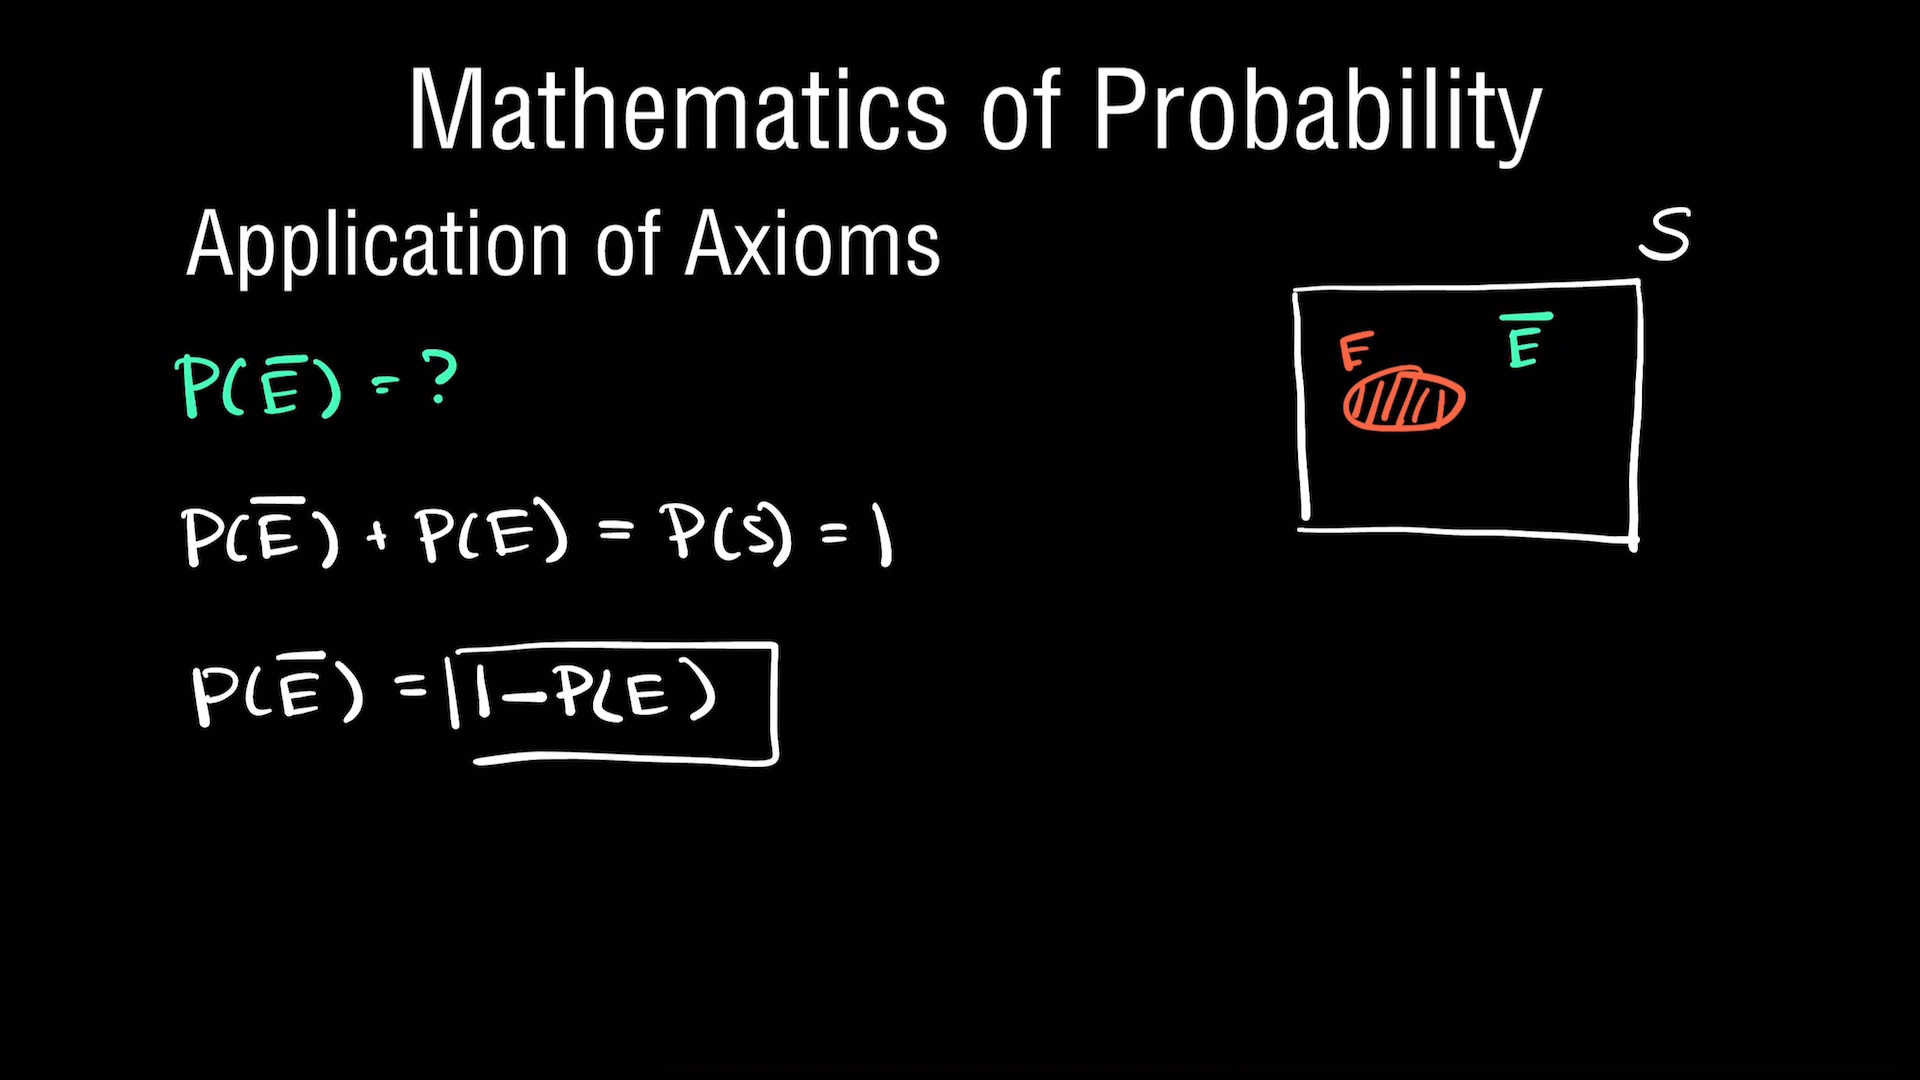 Mathematics of Probability
Application of Axioms
S
E
E̅
P(E̅) = ?
P(E̅) + P(E) = P(S) = 1
P(E̅) = 1 - P(E)